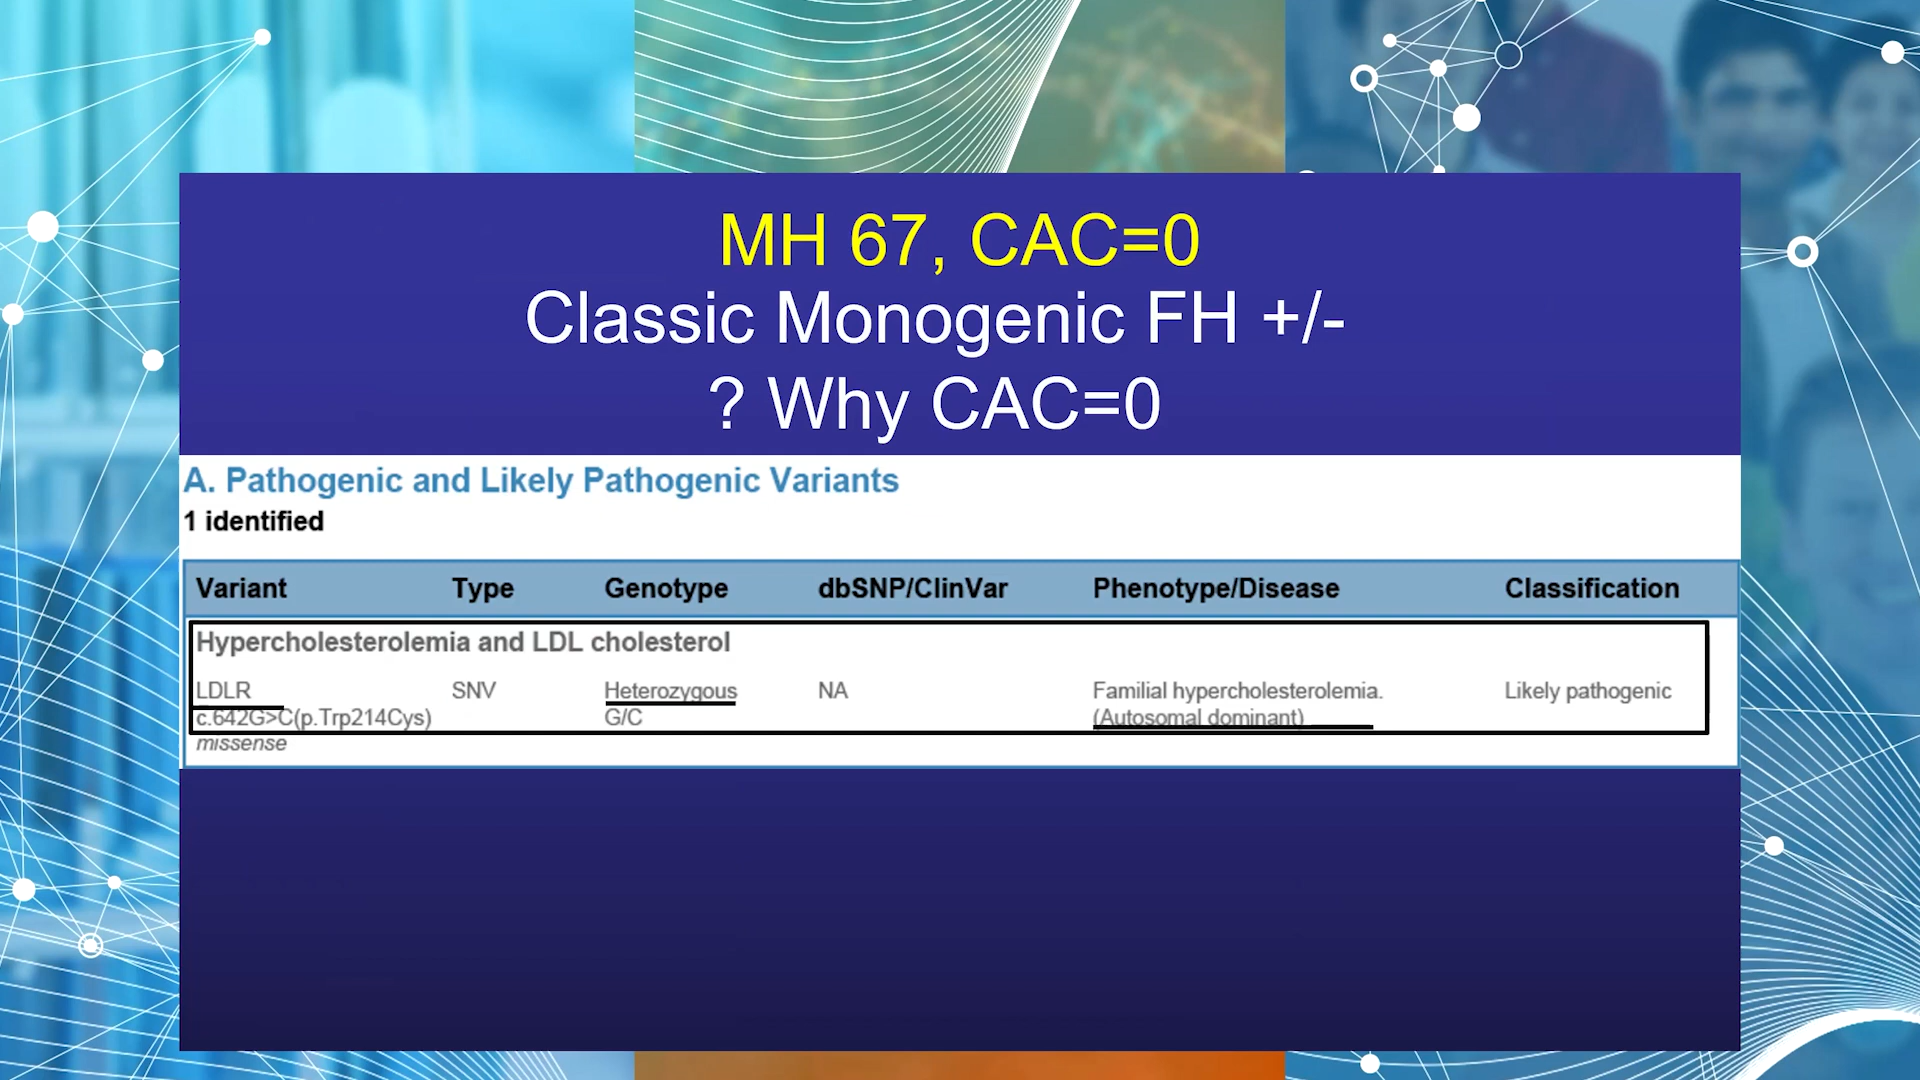 MH 67, CAC=0
Classic Monogenic FH +/-
? Why CAC=0
A. Pathogenic and Likely Pathogenic Variants
1 identified
Variant Type Genotype dbSNP/ClinVar Phenotype/Disease Classification
Hypercholesterolemia and LDL cholesterol
LDLR SNV Heterozygous NA Familial hypercholesterolemia. Likely pathogenic
c.642G>C(p.Trp214Cys) G/C (Autosomal dominant)
missense